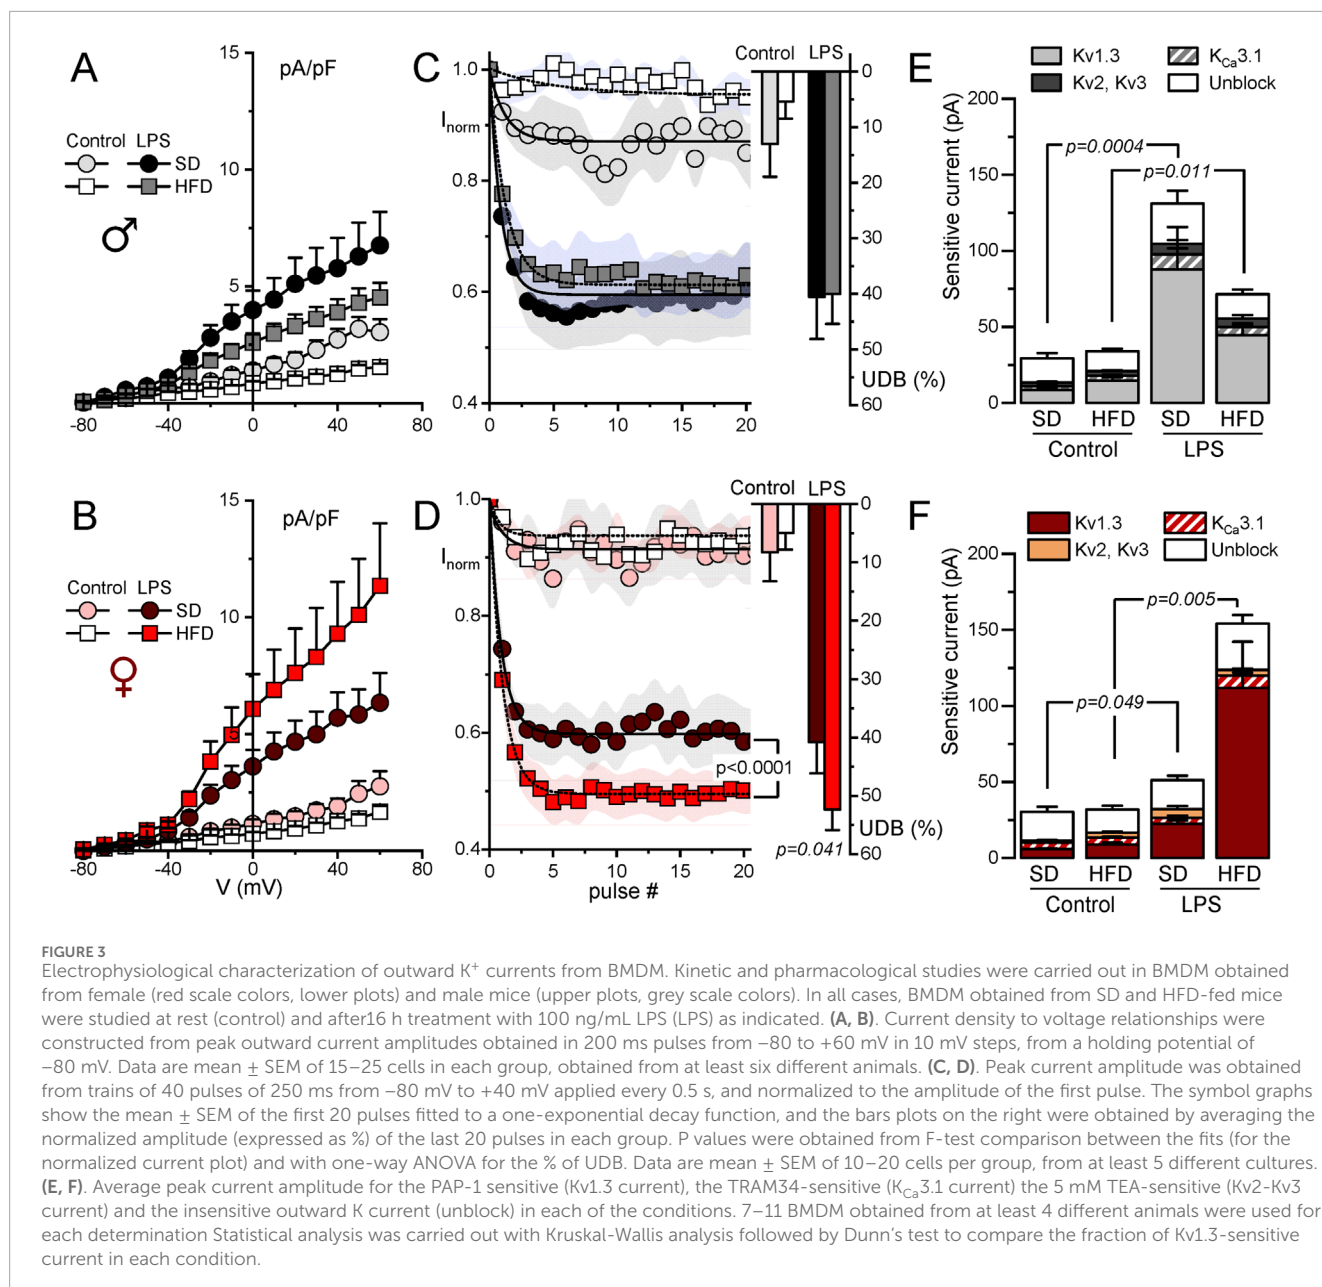 A
15
pA/pF
10
5
Control LPS
SD
HFD
♂
-80 -40 0 40 80
C
1.0
Inorm
0.8
0.6
0.4
0 5 10 15 20
Control LPS
0
10
20
30
40
50
60
UDB (%)
E
Kv1.3
KCa3.1
Kv2, Kv3
Unblock
Sensitive current (pA)
200
150
100
50
0
p=0.0004
p=0.011
SD HFD SD HFD
Control LPS
B
15
pA/pF
10
5
Control LPS
SD
HFD
♀
-80 -40 0 40 80
V (mV)
D
1.0
Inorm
0.8
0.6
0.4
0 5 10 15 20
pulse #
p<0.0001
Control LPS
0
10
20
30
40
50
60
UDB (%)
p=0.041
F
Kv1.3
KCa3.1
Kv2, Kv3
Unblock
Sensitive current (pA)
200
150
100
50
0
p=0.005
p=0.049
SD HFD SD HFD
Control LPS
FIGURE 3
Electrophysiological characterization of outward K+ currents from BMDM. Kinetic and pharmacological studies were carried out in BMDM obtained
from female (red scale colors, lower plots) and male mice (upper plots, grey scale colors). In all cases, BMDM obtained from SD and HFD-fed mice
were studied at rest (control) and after16 h treatment with 100 ng/mL LPS (LPS) as indicated. (A, B). Current density to voltage relationships were
constructed from peak outward current amplitudes obtained in 200 ms pulses from −80 to +60 mV in 10 mV steps, from a holding potential of
−80 mV. Data are mean ± SEM of 15–25 cells in each group, obtained from at least six different animals. (C, D). Peak current amplitude was obtained
from trains of 40 pulses of 250 ms from −80 mV to +40 mV applied every 0.5 s, and normalized to the amplitude of the first pulse. The symbol graphs
show the mean ± SEM of the first 20 pulses fitted to a one-exponential decay function, and the bars plots on the right were obtained by averaging the
normalized amplitude (expressed as %) of the last 20 pulses in each group. P values were obtained from F-test comparison between the fits (for the
normalized current plot) and with one-way ANOVA for the % of UDB. Data are mean ± SEM of 10–20 cells per group, from at least 5 different cultures.
(E, F). Average peak current amplitude for the PAP-1 sensitive (Kv1.3 current), the TRAM34-sensitive (KCa3.1 current) the 5 mM TEA-sensitive (Kv2-Kv3
current) and the insensitive outward K current (unblock) in each of the conditions. 7–11 BMDM obtained from at least 4 different animals were used for
each determination Statistical analysis was carried out with Kruskal-Wallis analysis followed by Dunn's test to compare the fraction of Kv1.3-sensitive
current in each condition.